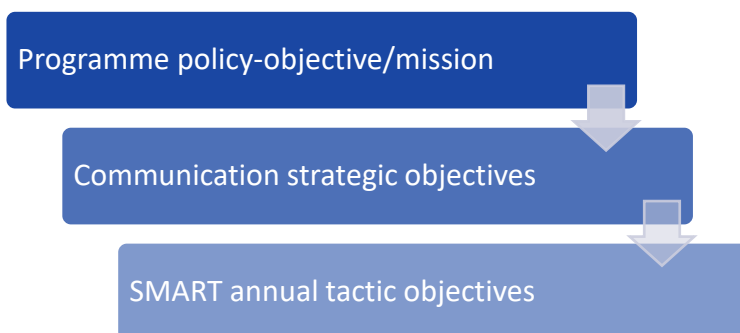 Programme policy-objective/mission
Communication strategic objectives
SMART annual tactic objectives